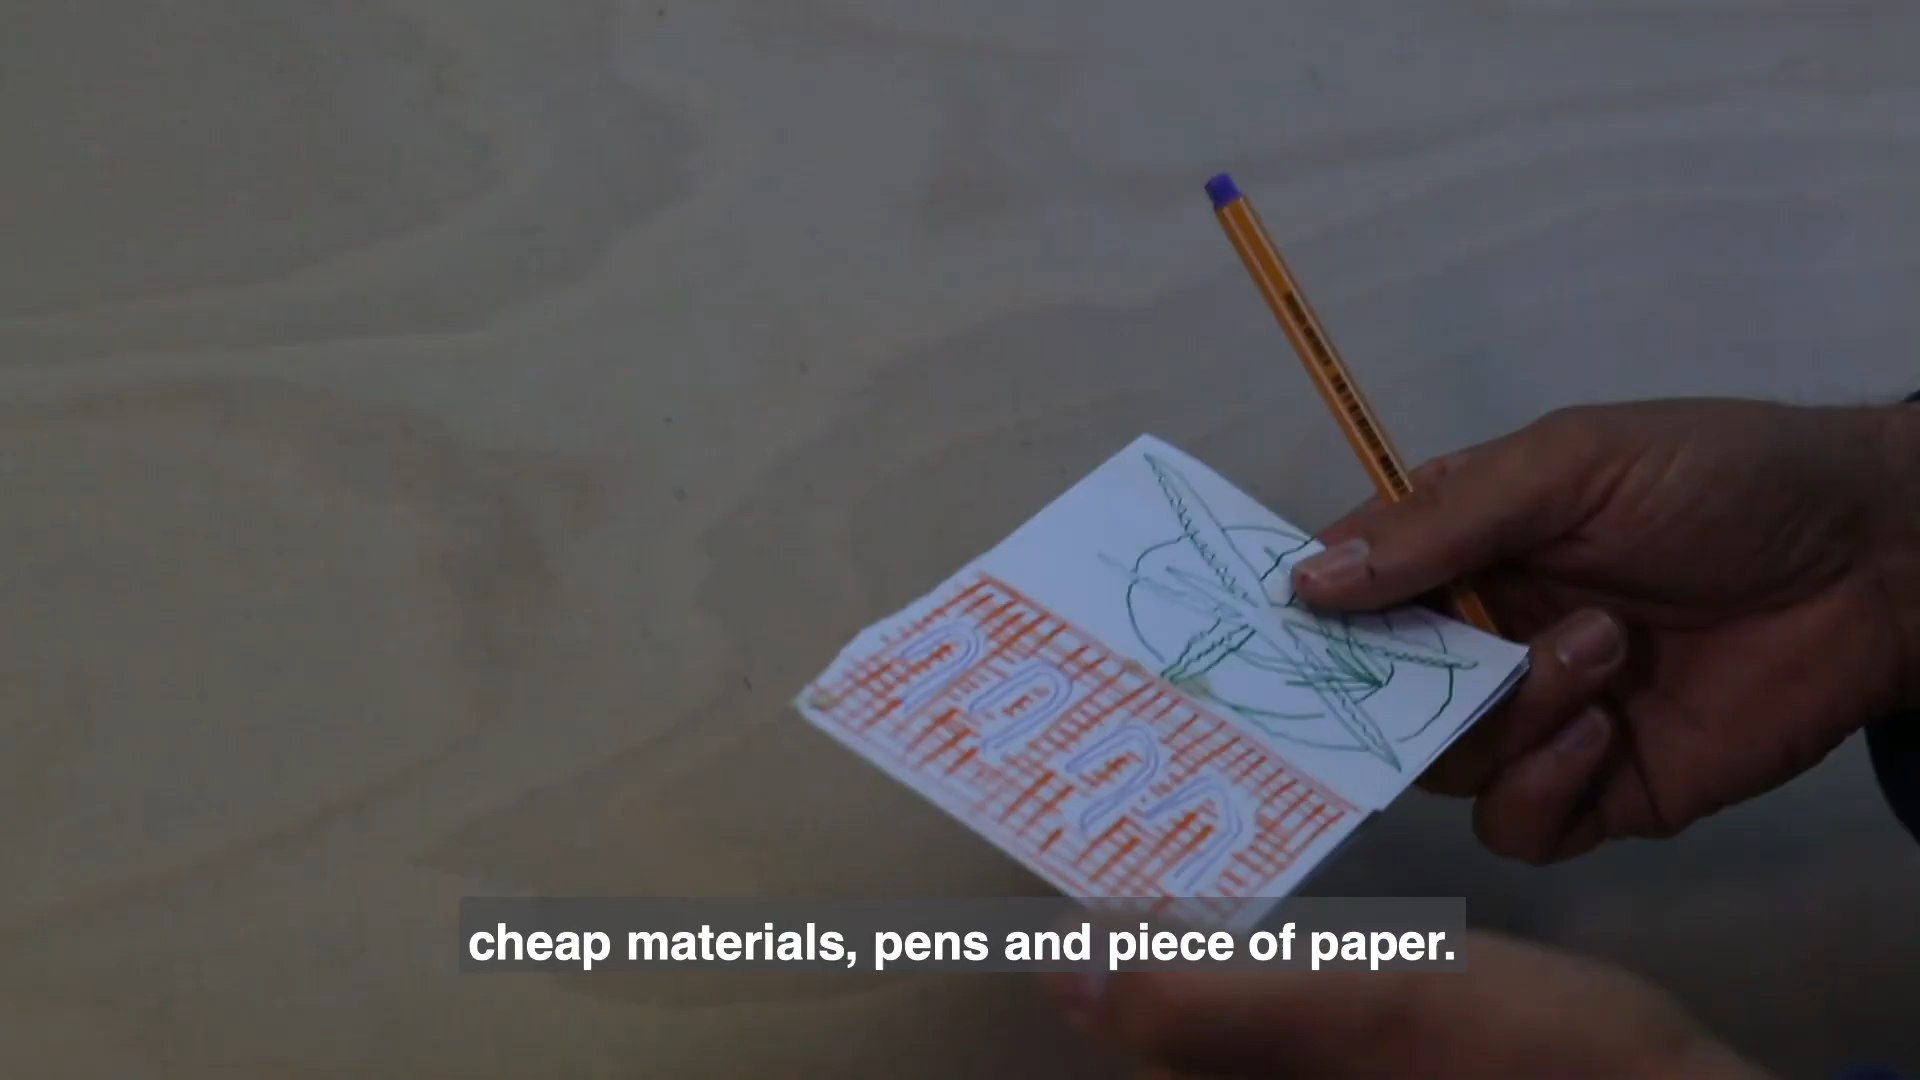 cheap materials, pens and piece of paper.